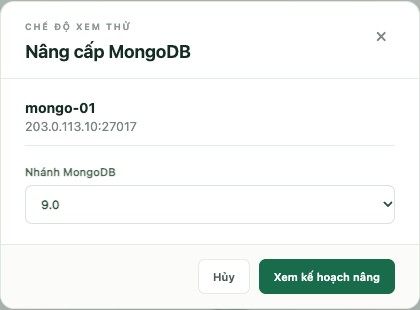 CHẾ ĐỘ XEM THỬ
Nâng cấp MongoDB
×
mongo-01
203.0.113.10:27017
Nhánh MongoDB
9.0
Hủy
Xem kế hoạch nâng